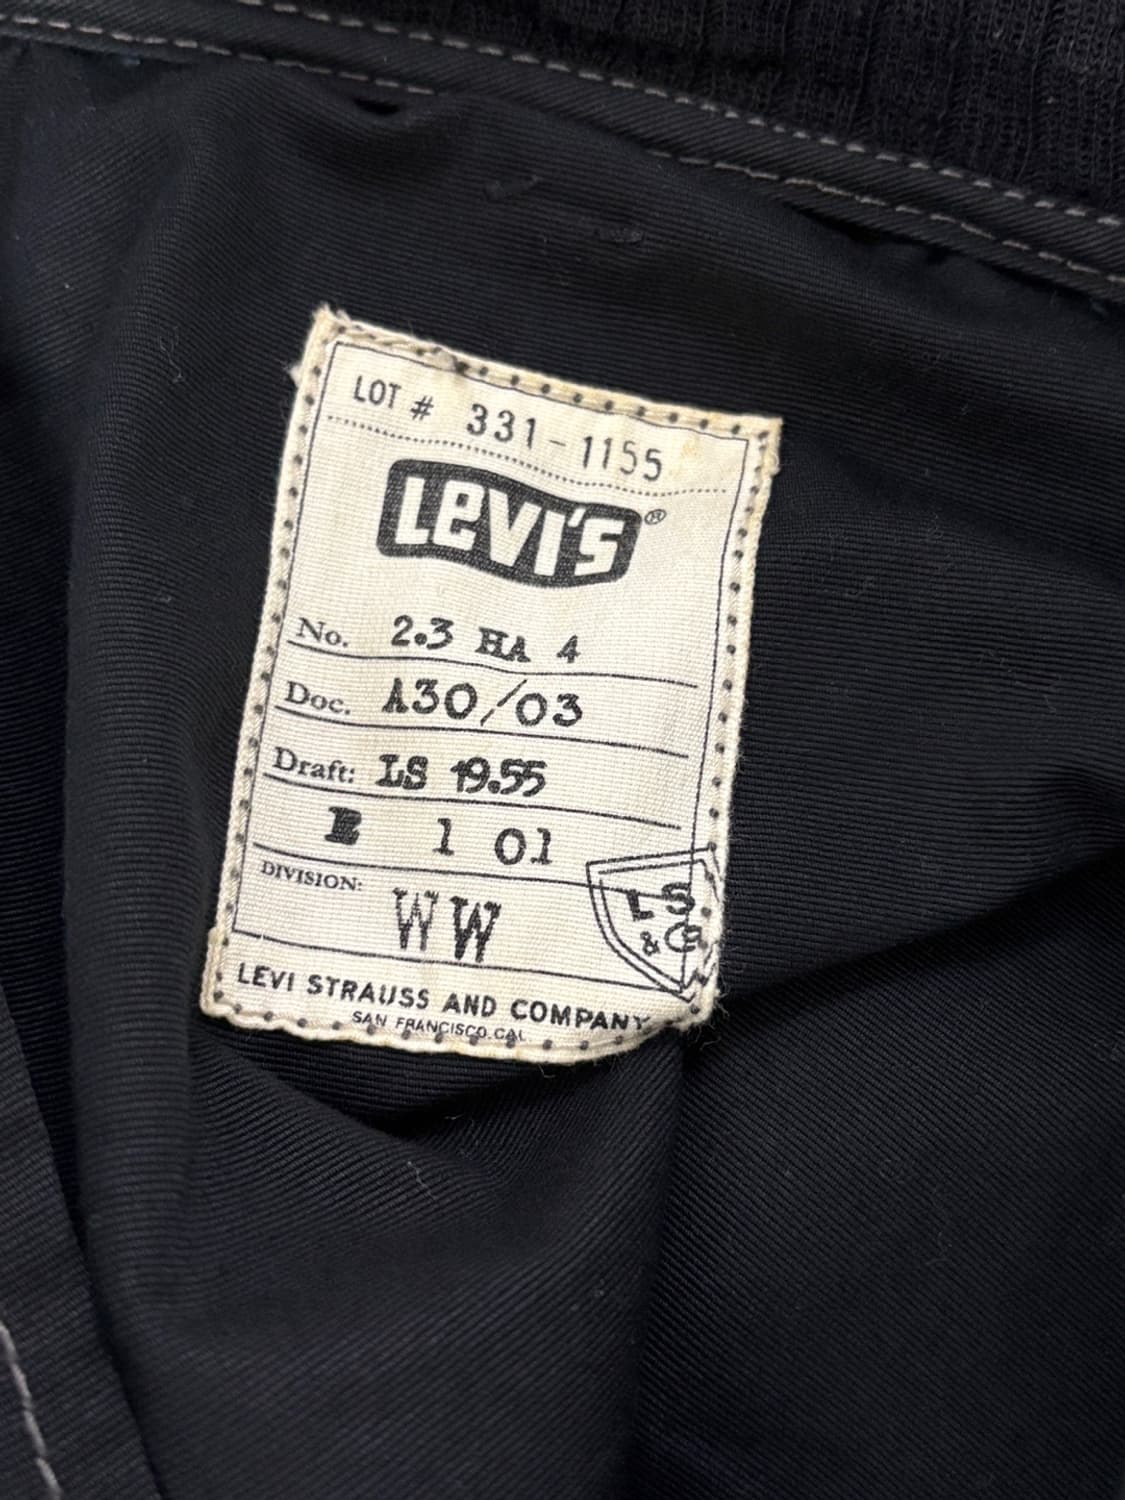 LOT # 331-1155
LEVI'S®
No. 2.3 HA 4
Doc. A30/03
Draft: LS 19.55
E 1 01
DIVISION: WW
LS
& Co
LEVI STRAUSS AND COMPANY
SAN FRANCISCO.CAL